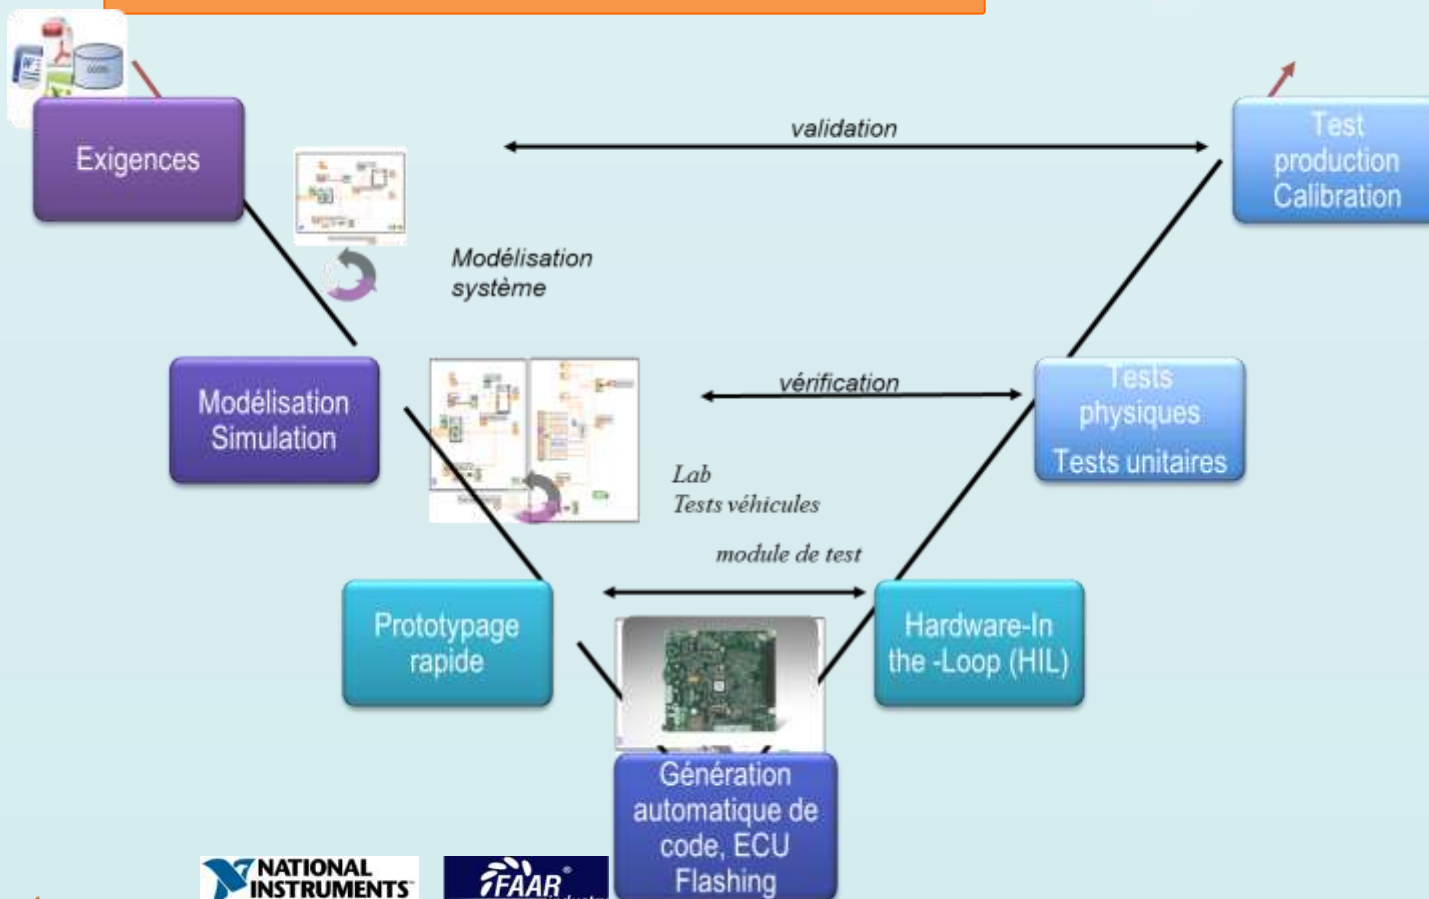 Exigences
validation
Test
production
Calibration
Modélisation
système
Modélisation
Simulation
vérification
Tests
physiques
Tests unitaires
Lab
Tests véhicules
module de test
Prototypage
rapide
Hardware-In
the -Loop (HIL)
Génération
automatique de
code, ECU
Flashing
NATIONAL
INSTRUMENTS
FAAR®